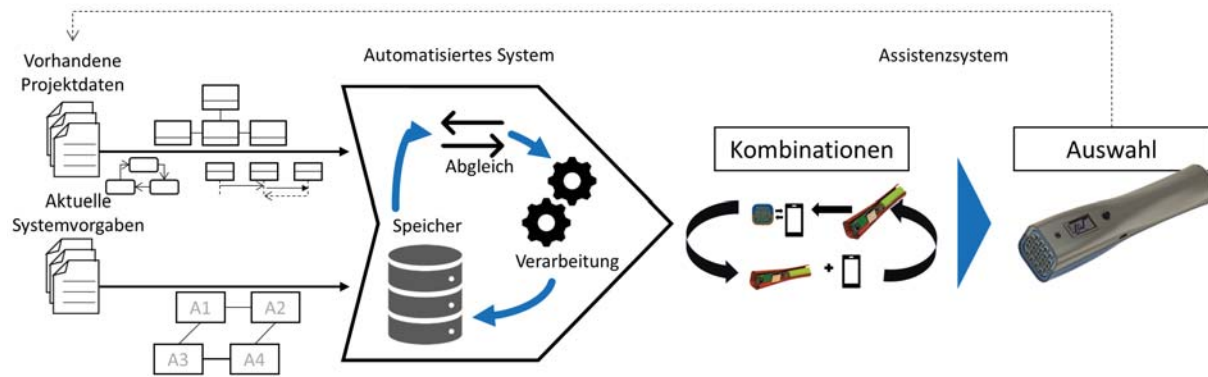 Vorhandene
Projektdaten
Automatisiertes System
Assistenzsystem
Abgleich
Kombinationen
Auswahl
Aktuelle
Systemvorgaben
Speicher
Verarbeitung
A1
A2
A3
A4